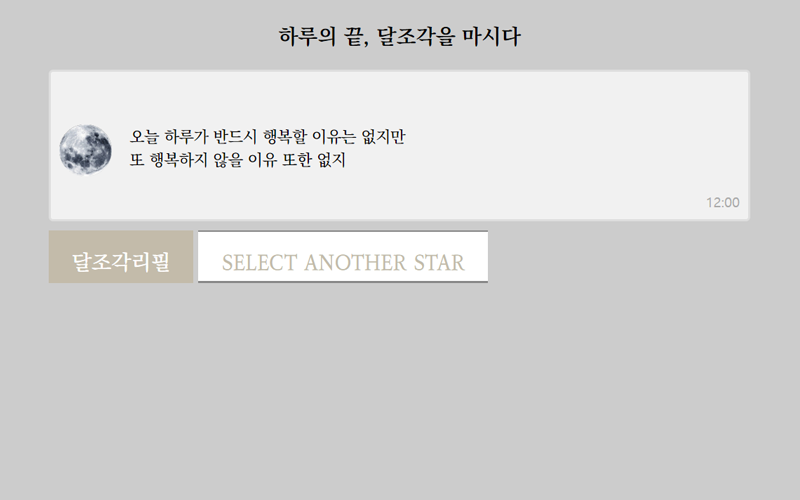 하루의 끝, 달조각을 마시다
오늘 하루가 반드시 행복할 이유는 없지만
또 행복하지 않을 이유 또한 없지
12:00
달조각리필
SELECT ANOTHER STAR